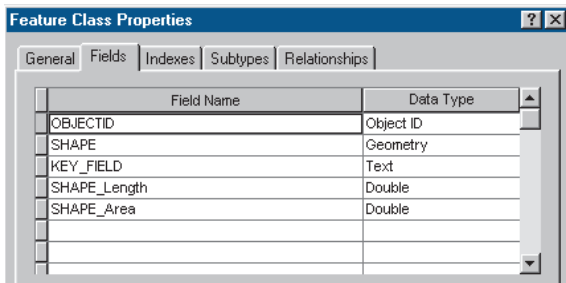 Feature Class Properties
General Fields Indexes Subtypes Relationships
Field Name Data Type
OBJECTID Object ID
SHAPE Geometry
KEY_FIELD Text
SHAPE_Length Double
SHAPE_Area Double